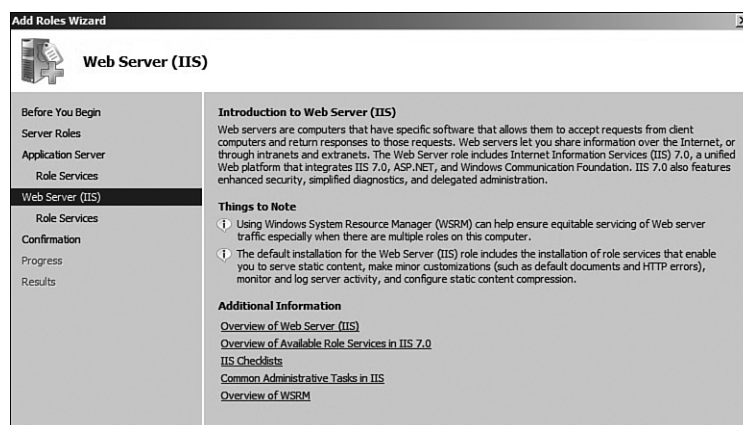 Add Roles Wizard
Web Server (IIS)
Before You Begin
Server Roles
Application Server
Role Services
Web Server (IIS)
Role Services
Confirmation
Progress
Results
Introduction to Web Server (IIS)
Web servers are computers that have specific software that allows them to accept requests from client
computers and return responses to those requests. Web servers let you share information over the Internet, or
through intranets and extranets. The Web Server role includes Internet Information Services (IIS) 7.0, a unified
Web platform that integrates IIS 7.0, ASP.NET, and Windows Communication Foundation. IIS 7.0 also features
enhanced security, simplified diagnostics, and delegated administration.
Things to Note
Using Windows System Resource Manager (WSRM) can help ensure equitable servicing of Web server
traffic especially when there are multiple roles on this computer.
The default installation for the Web Server (IIS) role includes the installation of role services that enable
you to serve static content, make minor customizations (such as default documents and HTTP errors),
monitor and log server activity, and configure static content compression.
Additional Information
Overview of Web Server (IIS)
Overview of Available Role Services in IIS 7.0
IIS Checklists
Common Administrative Tasks in IIS
Overview of WSRM